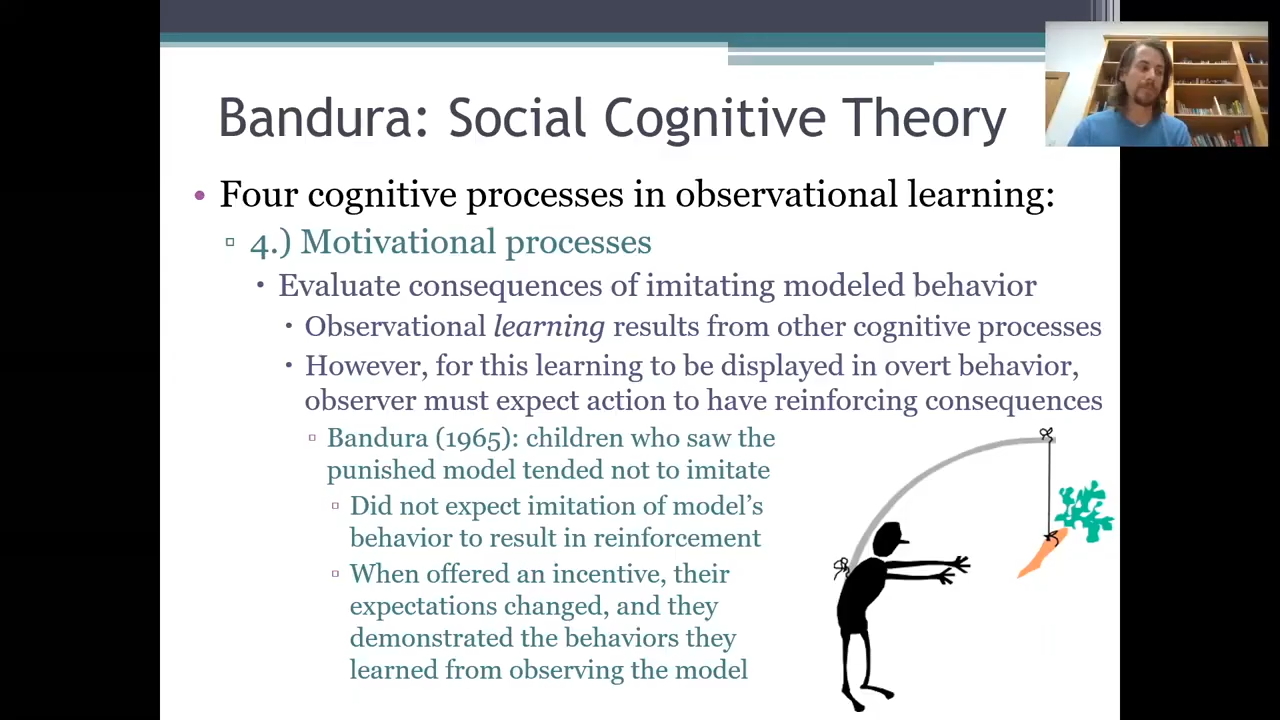 Bandura: Social Cognitive Theory
• Four cognitive processes in observational learning:
▫ 4.) Motivational processes
• Evaluate consequences of imitating modeled behavior
• Observational learning results from other cognitive processes
• However, for this learning to be displayed in overt behavior,
observer must expect action to have reinforcing consequences
▫ Bandura (1965): children who saw the
punished model tended not to imitate
▫ Did not expect imitation of model's
behavior to result in reinforcement
▫ When offered an incentive, their
expectations changed, and they
demonstrated the behaviors they
learned from observing the model